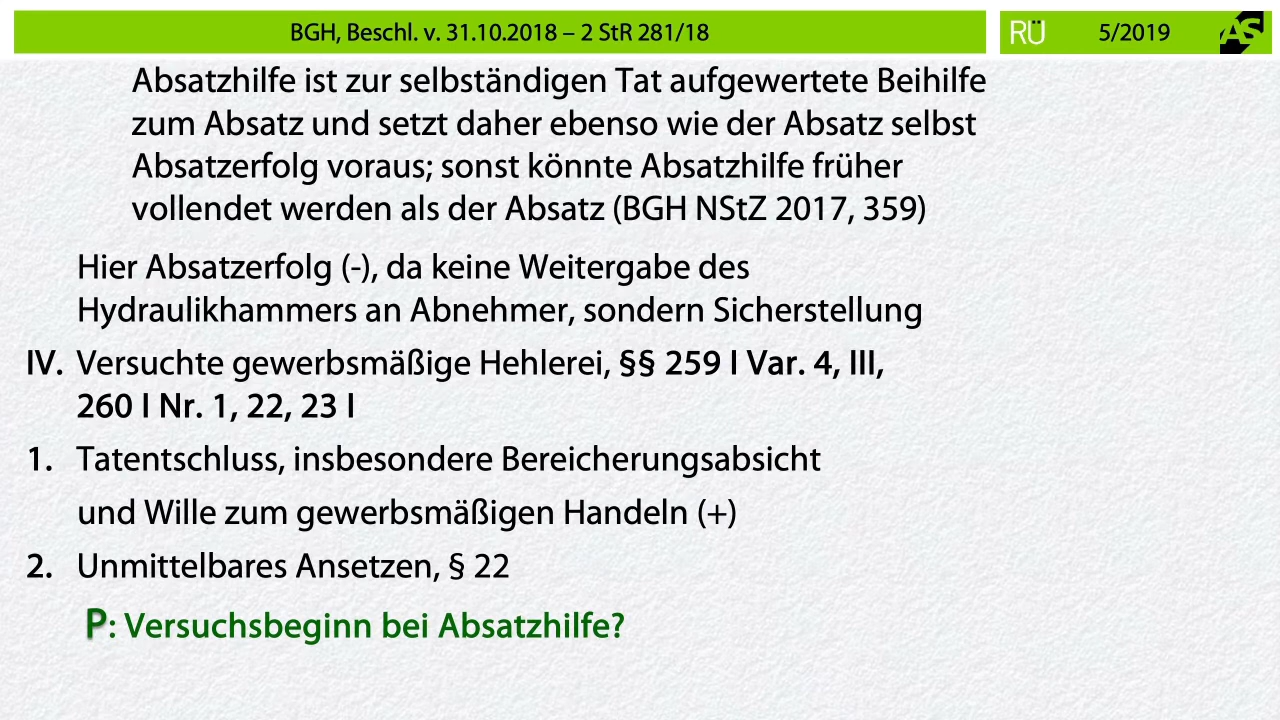 BGH, Beschl. v. 31.10.2018 – 2 StR 281/18
RÜ 5/2019 AS
Absatzhilfe ist zur selbständigen Tat aufgewertete Beihilfe
zum Absatz und setzt daher ebenso wie der Absatz selbst
Absatzerfolg voraus; sonst könnte Absatzhilfe früher
vollendet werden als der Absatz (BGH NStZ 2017, 359)
Hier Absatzerfolg (-), da keine Weitergabe des
Hydraulikhammers an Abnehmer, sondern Sicherstellung
IV. Versuchte gewerbsmäßige Hehlerei, §§ 259 I Var. 4, III,
260 I Nr. 1, 22, 23 I
1. Tatentschluss, insbesondere Bereicherungsabsicht
und Wille zum gewerbsmäßigen Handeln (+)
2. Unmittelbares Ansetzen, § 22
P: Versuchsbeginn bei Absatzhilfe?